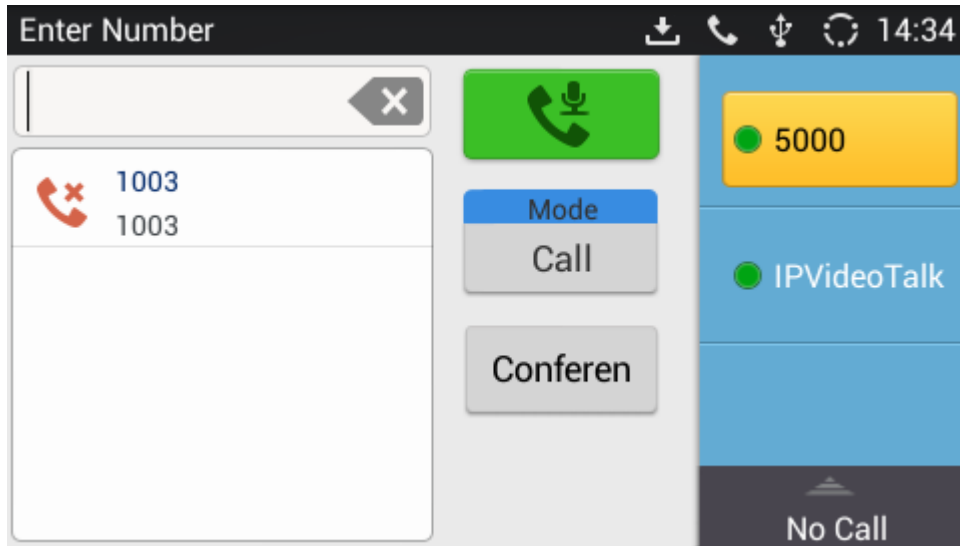 Enter Number
14:34
1003
1003
Mode
Call
Conferen
5000
IPVideoTalk
No Call